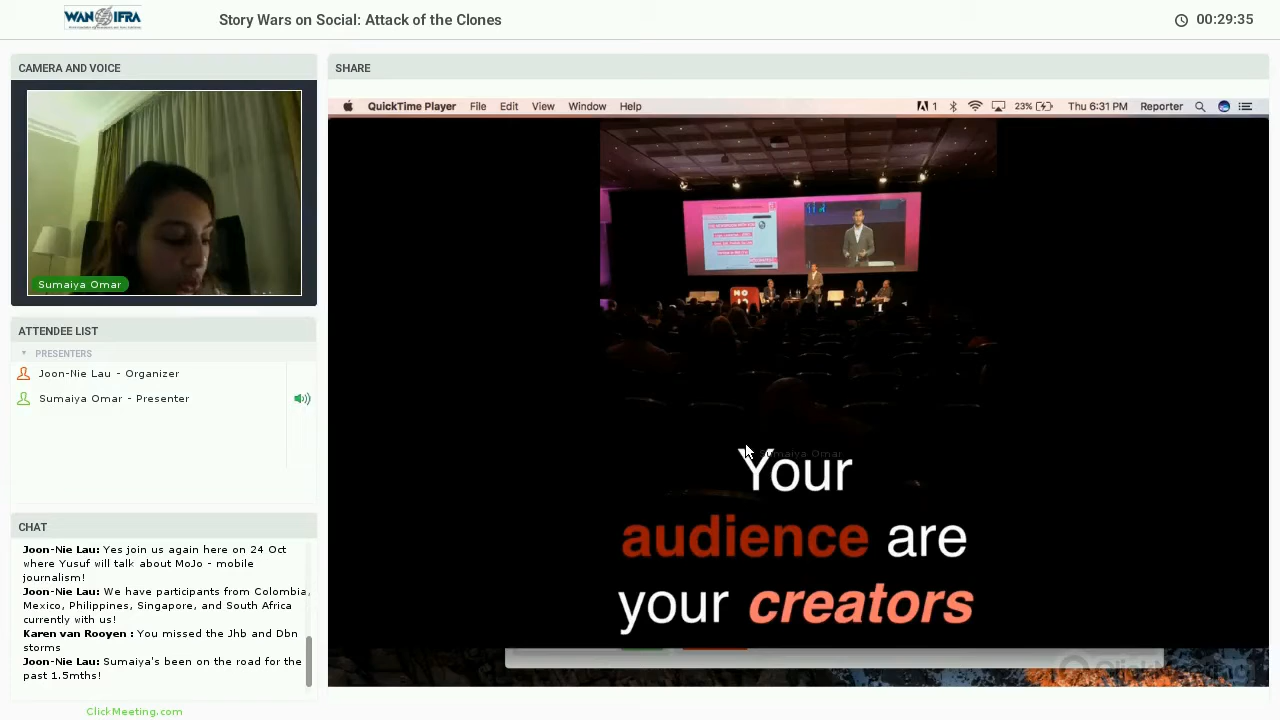 WAN IFRA
Story Wars on Social: Attack of the Clones
00:29:35
CAMERA AND VOICE
Sumaiya Omar
ATTENDEE LIST
PRESENTERS
Joon-Nie Lau - Organizer
Sumaiya Omar - Presenter
CHAT
Joon-Nie Lau: Yes join us again here on 24 Oct
where Yusuf will talk about MoJo - mobile
journalism!
Joon-Nie Lau: We have participants from Colombia,
Mexico, Philippines, Singapore, and South Africa
currently with us!
Karen van Rooyen : You missed the Jhb and Dbn
storms
Joon-Nie Lau: Sumaiya's been on the road for the
past 1.5mths!
ClickMeeting.com
SHARE
QuickTime Player File Edit View Window Help 1 23% Thu 6:31 PM Reporter
Sumaiya Omar
Your
audience are
your creators
ClickMeeting